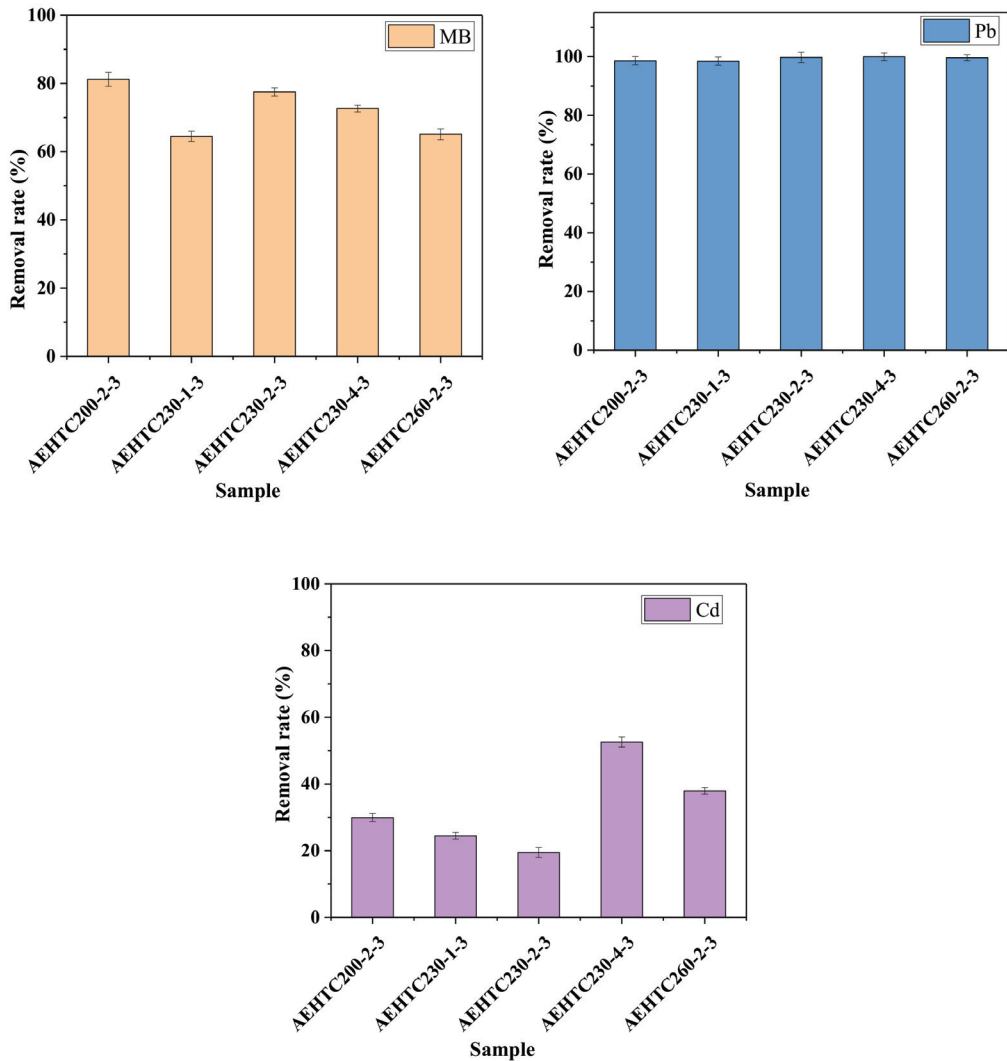 MB
100
80
60
40
20
0
Removal rate (%)
AEHTC200-2-3
AEHTC230-1-3
AEHTC230-2-3
AEHTC230-4-3
AEHTC260-2-3
Sample
Pb
100
80
60
40
20
0
Removal rate (%)
AEHTC200-2-3
AEHTC230-1-3
AEHTC230-2-3
AEHTC230-4-3
AEHTC260-2-3
Sample
Cd
100
80
60
40
20
0
Removal rate (%)
AEHTC200-2-3
AEHTC230-1-3
AEHTC230-2-3
AEHTC230-4-3
AEHTC260-2-3
Sample